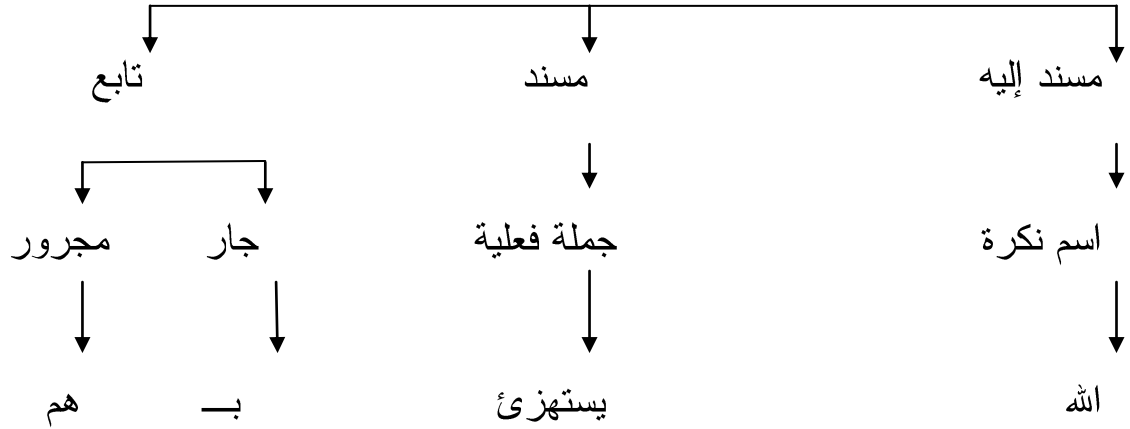 مسند إليه مسند تابع
اسم نكرة جملة فعلية جار مجرور
الله يستهزئ بـــ هم